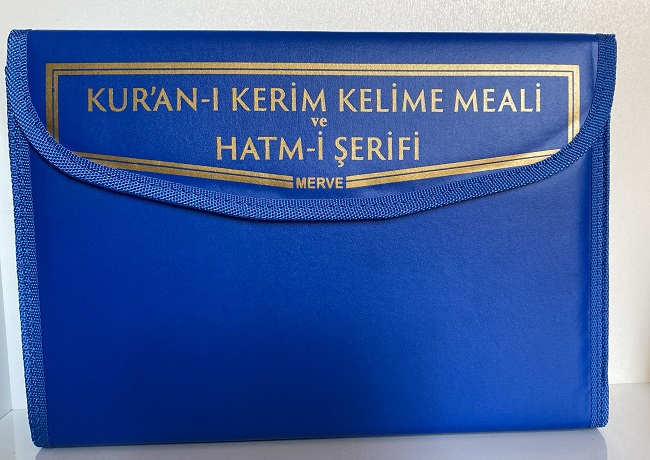 KUR'AN-I KERİM KELİME MEALİ
ve
HATM-İ ŞERİFİ
MERVE